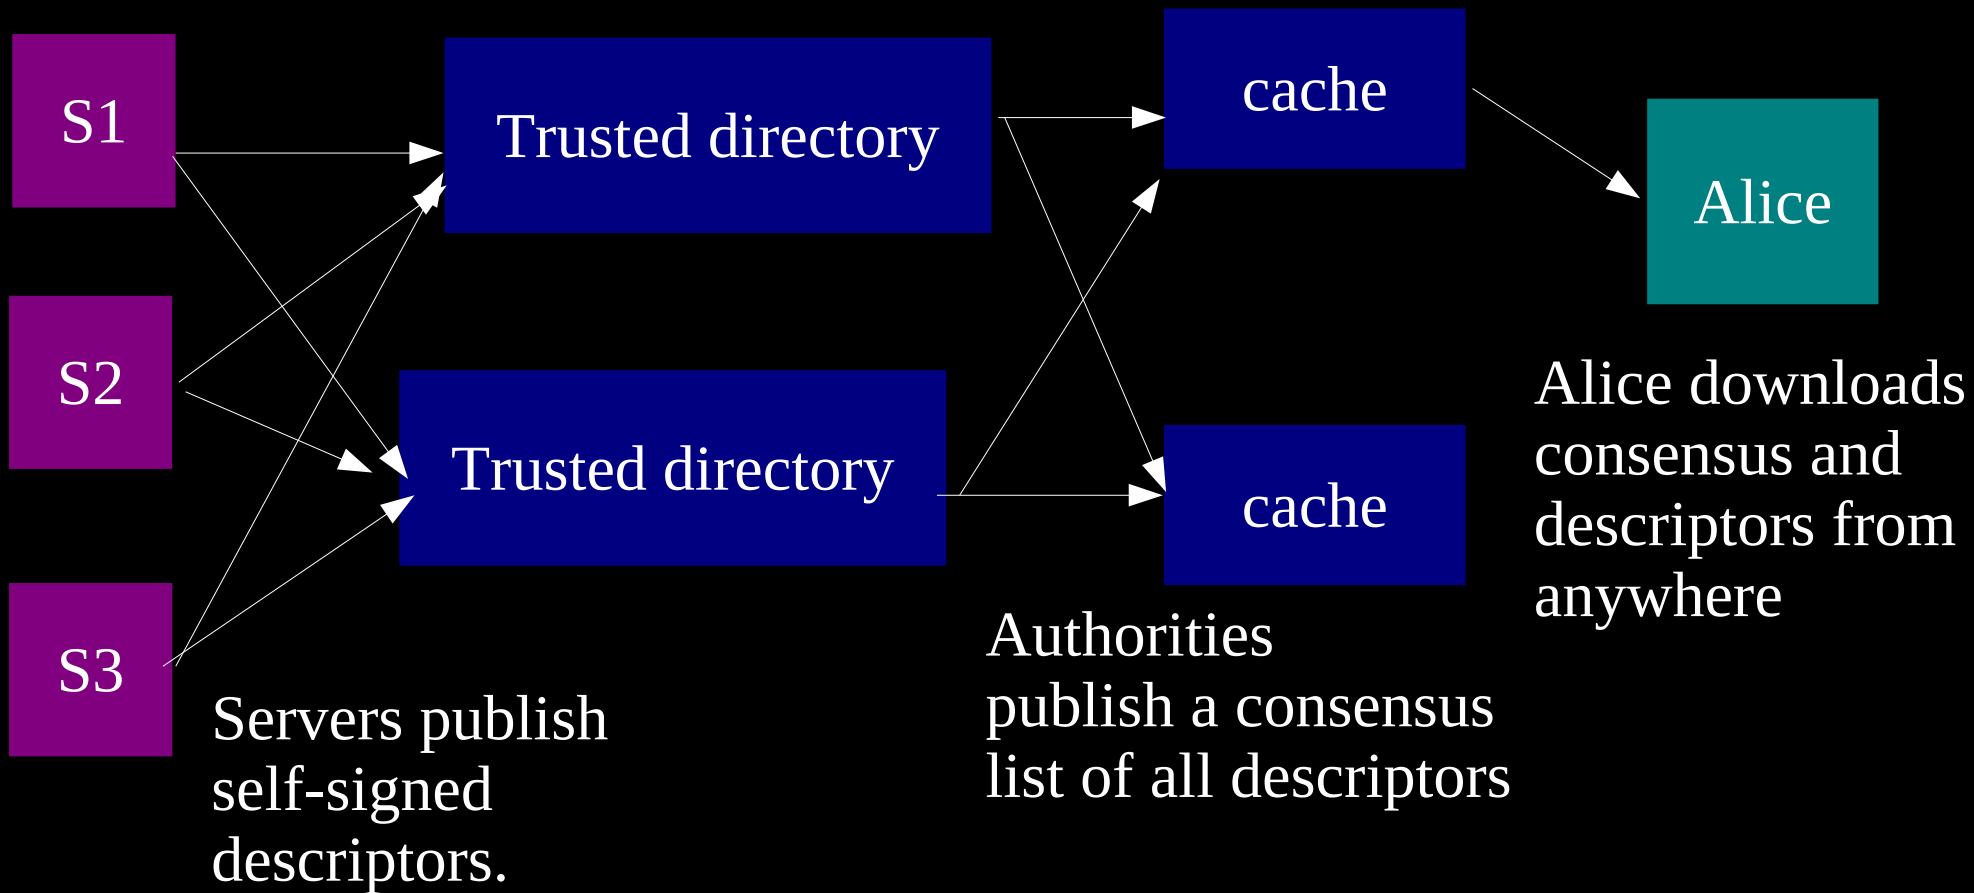 S1
S2
S3
Trusted directory
Trusted directory
cache
cache
Alice
Servers publish
self-signed
descriptors.
Authorities
publish a consensus
list of all descriptors
Alice downloads
consensus and
descriptors from
anywhere